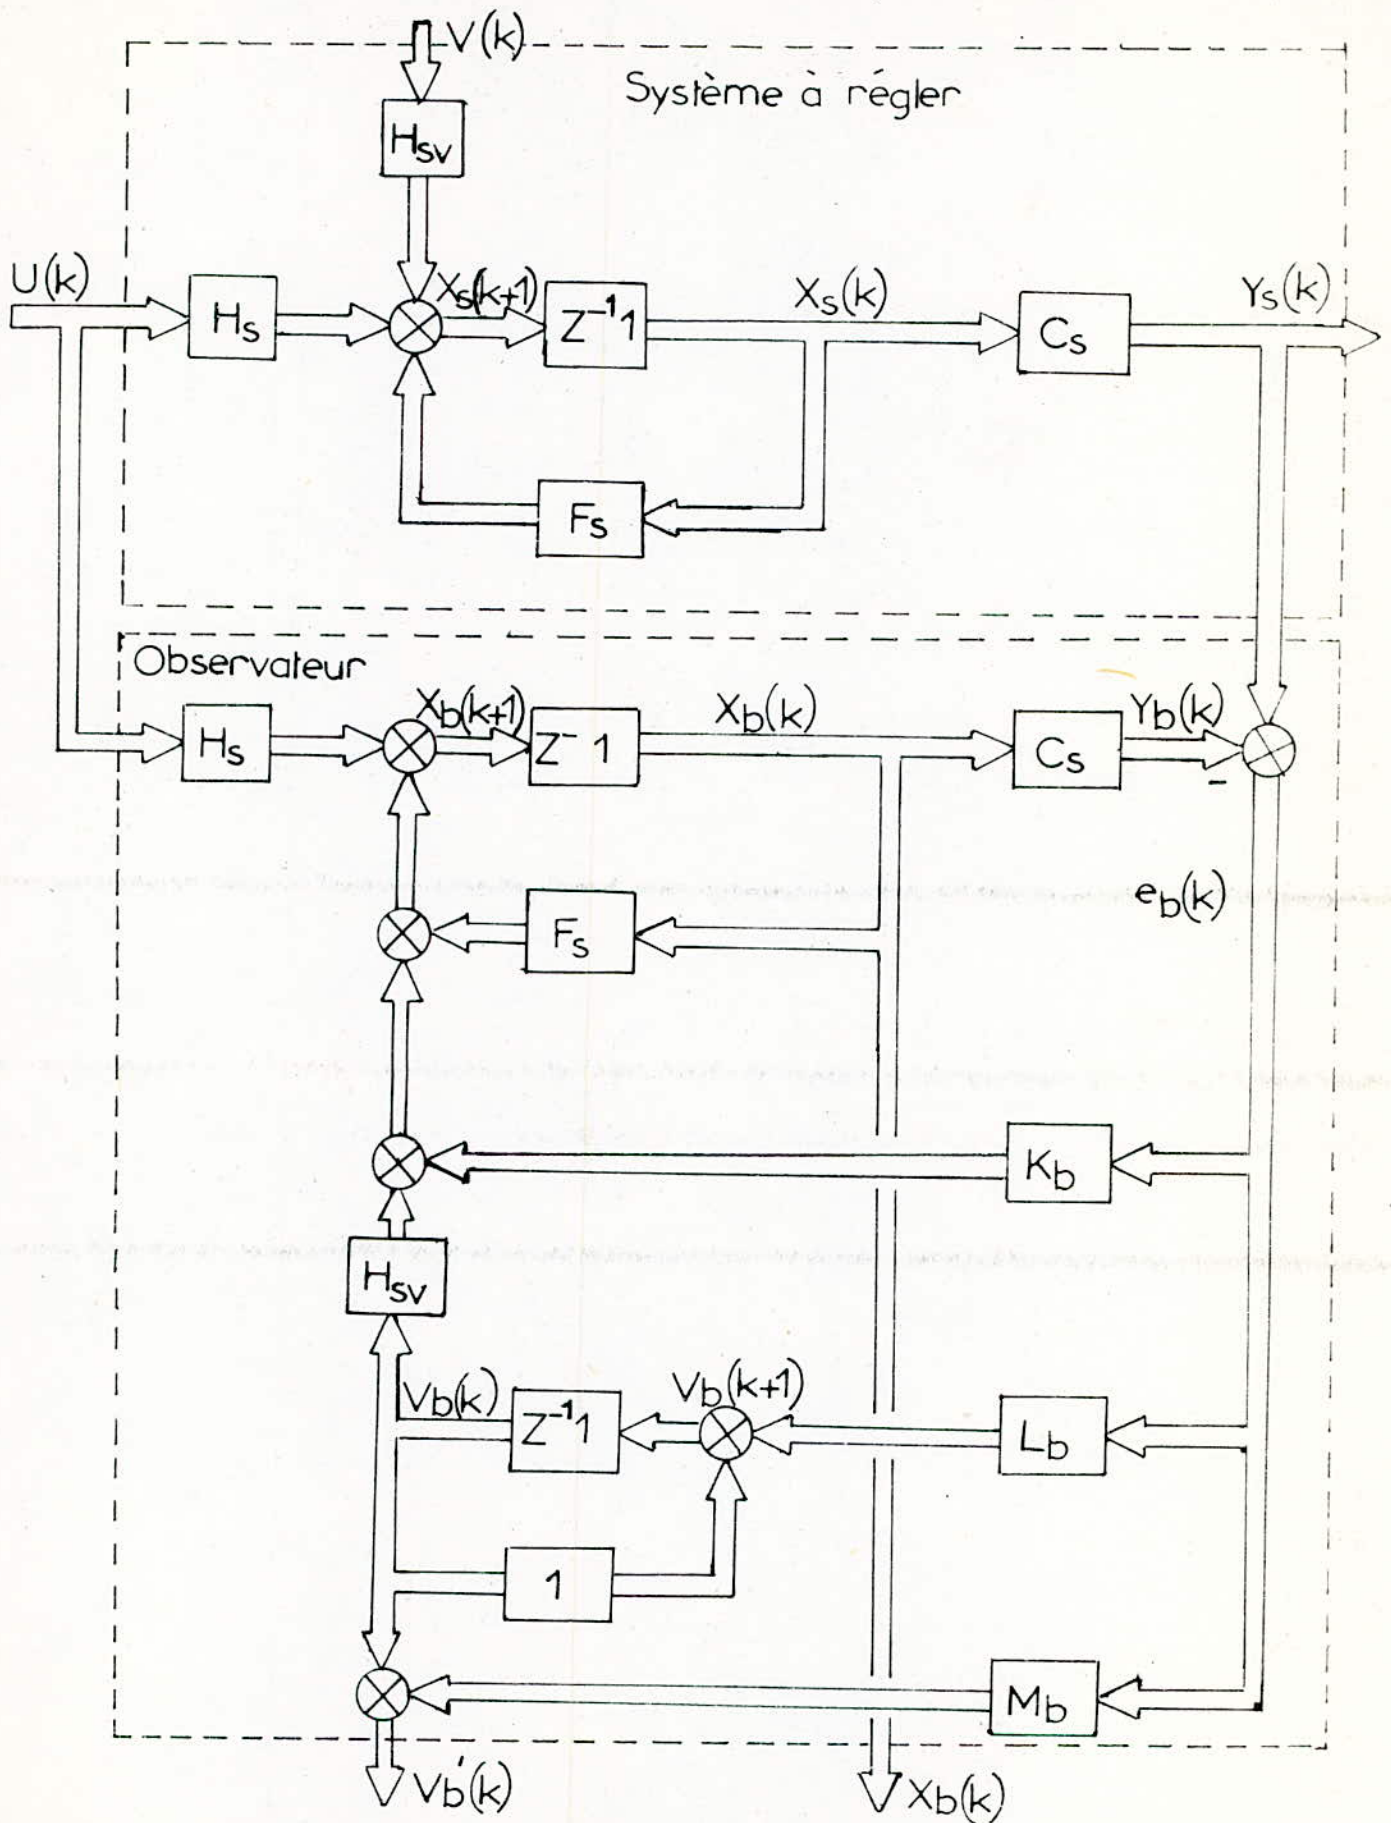 V(k)
Système à régler
Hsv
U(k)
Hs
Xs(k+1)
Z⁻¹1
Xs(k)
Cs
Ys(k)
Fs
Observateur
Hs
Xb(k+1)
Z⁻ 1
Xb(k)
Cs
Yb(k)
-
eb(k)
Fs
Kb
Hsv
Vb(k)
Z⁻¹1
Vb(k+1)
Lb
1
Mb
Vb'(k)
Xb(k)